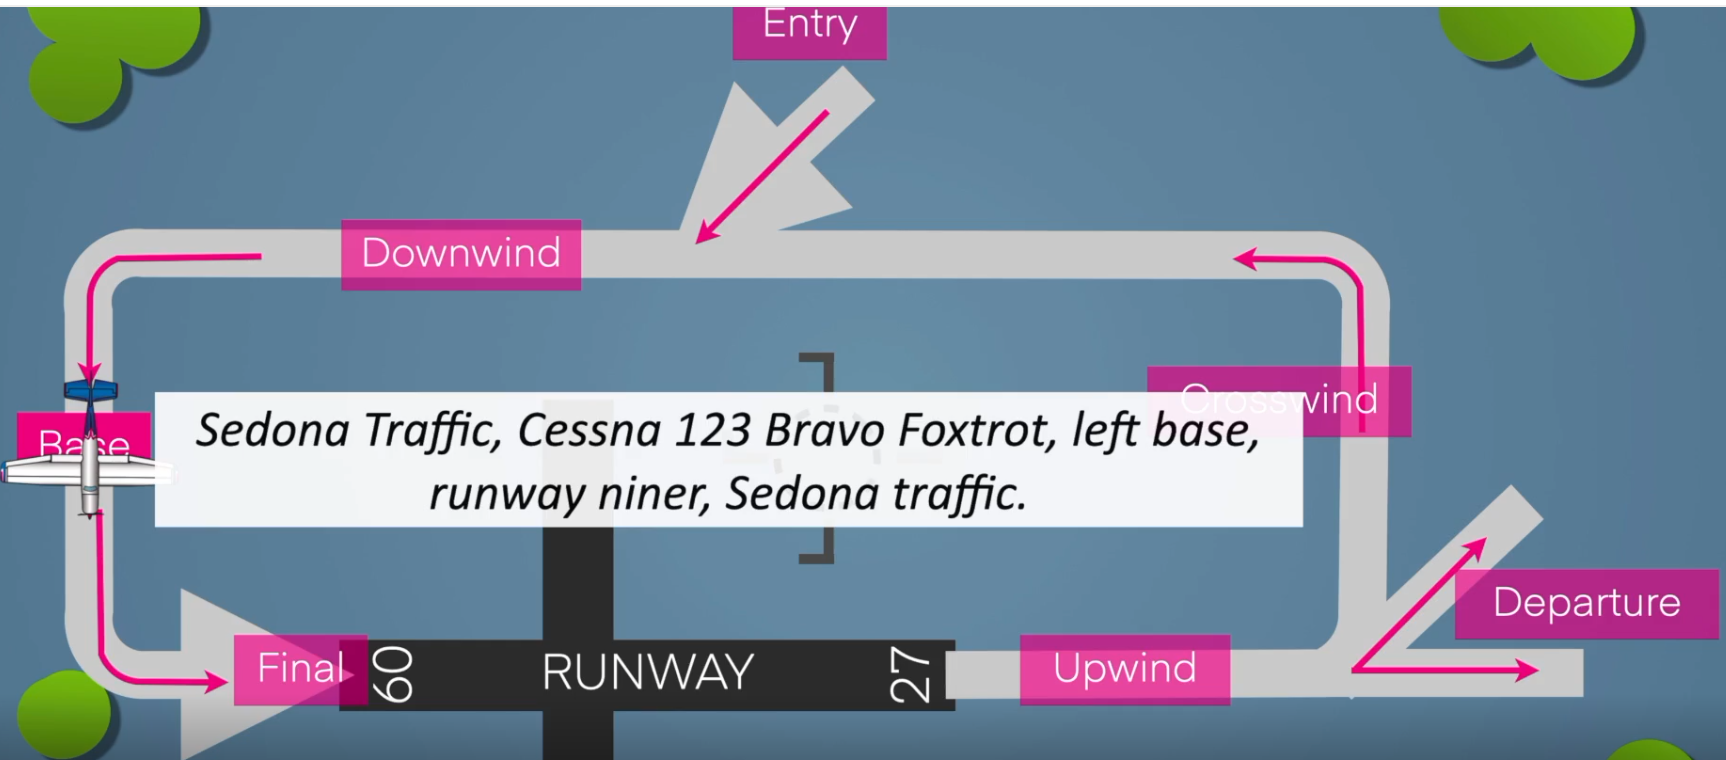 Entry
Downwind
Crosswind
Base
Sedona Traffic, Cessna 123 Bravo Foxtrot, left base,
runway niner, Sedona traffic.
Departure
Final
09
RUNWAY
27
Upwind